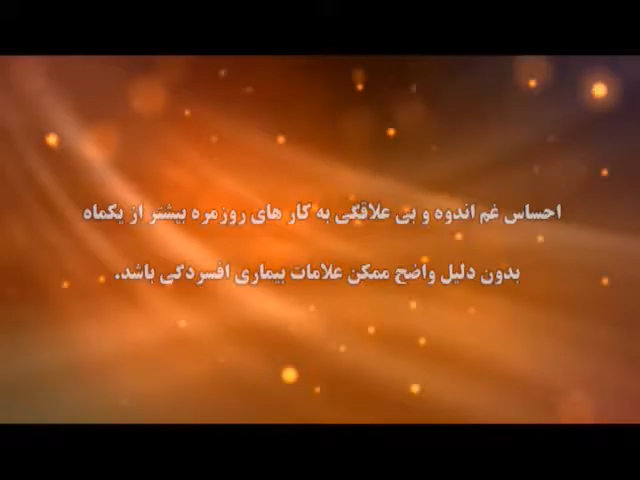 احساس غم اندوه و بی علاقگی به کار های روزمره بیشتر از یکماه
بدون دلیل واضح ممکن علامات بیماری افسردگی باشد.